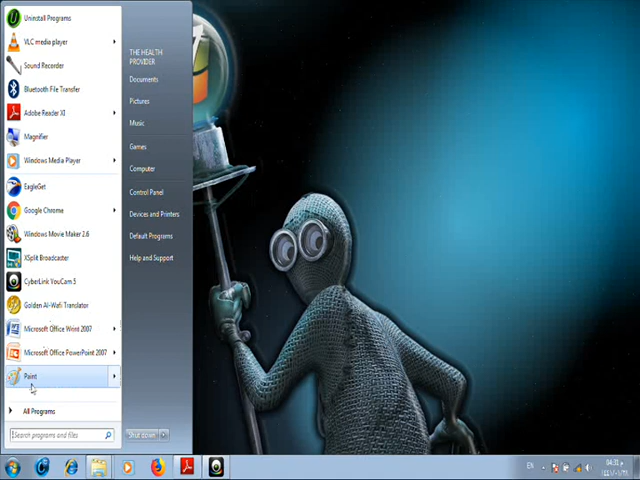 Uninstall Programs
VLC media player
Sound Recorder
Bluetooth File Transfer
Adobe Reader XI
Magnifier
Windows Media Player
EagleGet
Google Chrome
Windows Movie Maker 2.6
XSplit Broadcaster
CyberLink YouCam 5
Golden Al-Wafi Translator
Microsoft Office Word 2007
Microsoft Office PowerPoint 2007
Paint
All Programs
Search programs and files
THE HEALTH
PROVIDER
Documents
Pictures
Music
Games
Computer
Control Panel
Devices and Printers
Default Programs
Help and Support
Shut down
EN
04:31 م